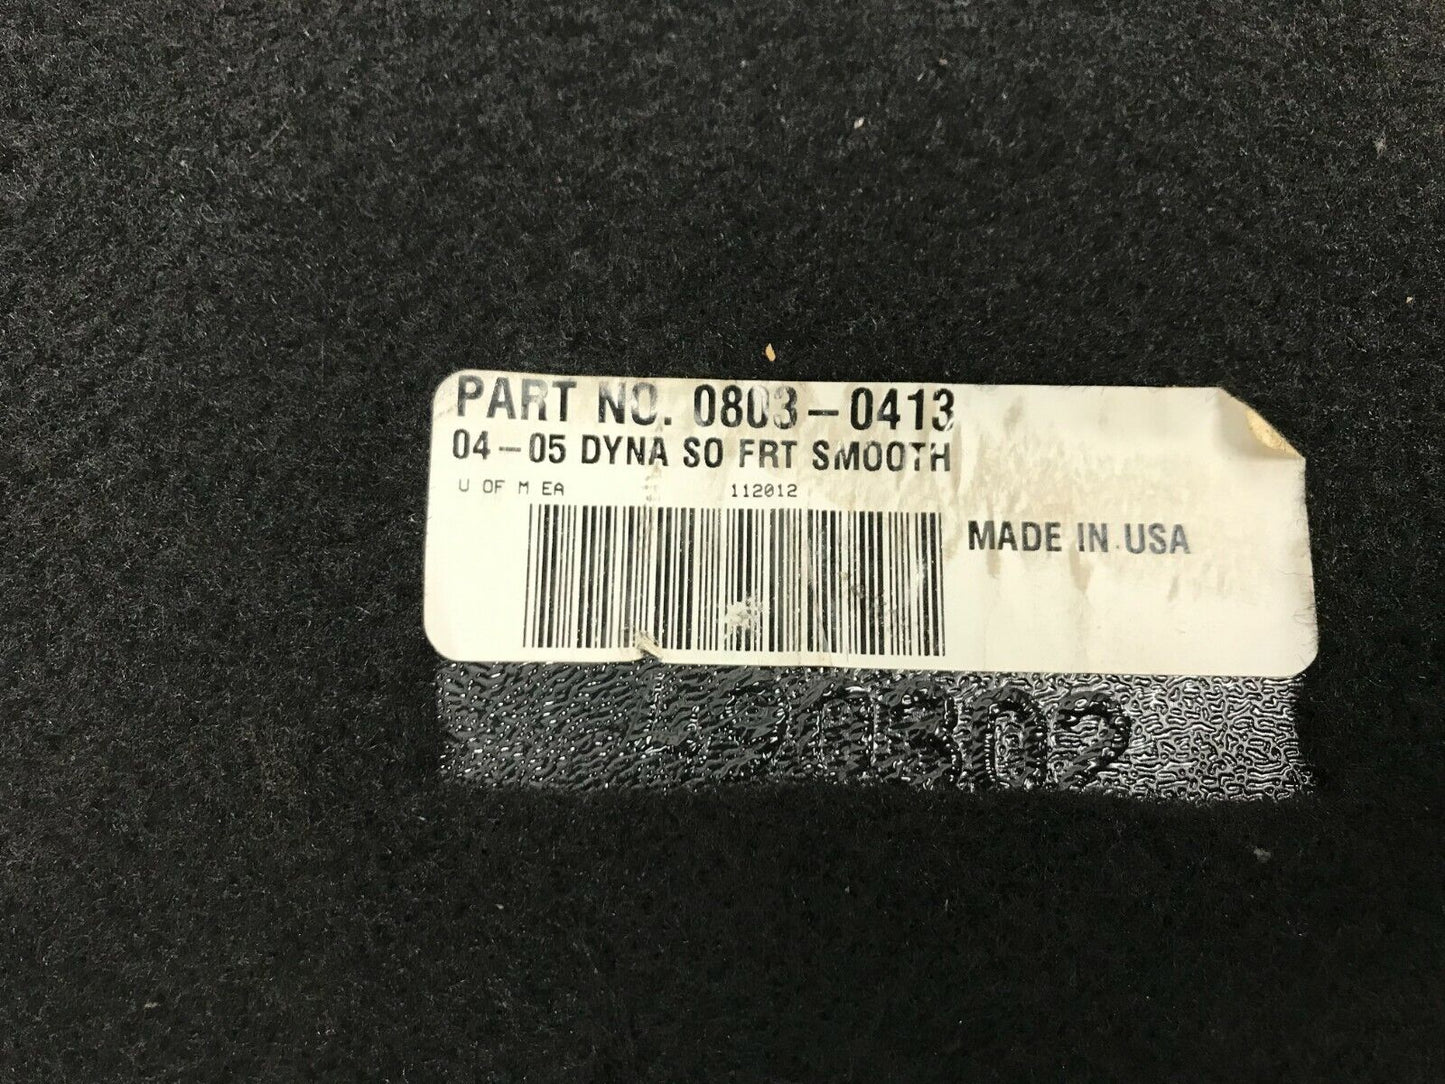 PART NO. 0803-0413
04-05 DYNA SO FRT SMOOTH
U OF M EA 112012
MADE IN USA